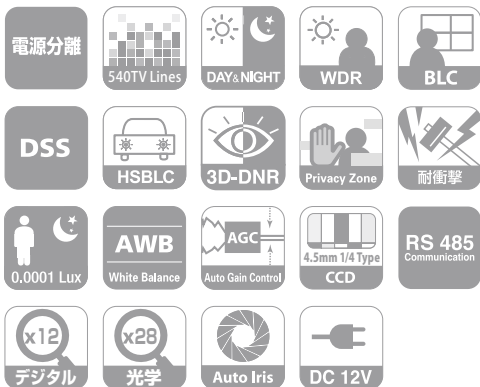 電源分離
540TV Lines
DAY&NIGHT
WDR
BLC
DSS
HSBLC
3D-DNR
Privacy Zone
耐衝撃
0.0001 Lux
AWB
White Balance
AGC
Auto Gain Control
4.5mm 1/4 Type
CCD
RS 485
Communication
x12
デジタル
x28
光学
Auto Iris
DC 12V